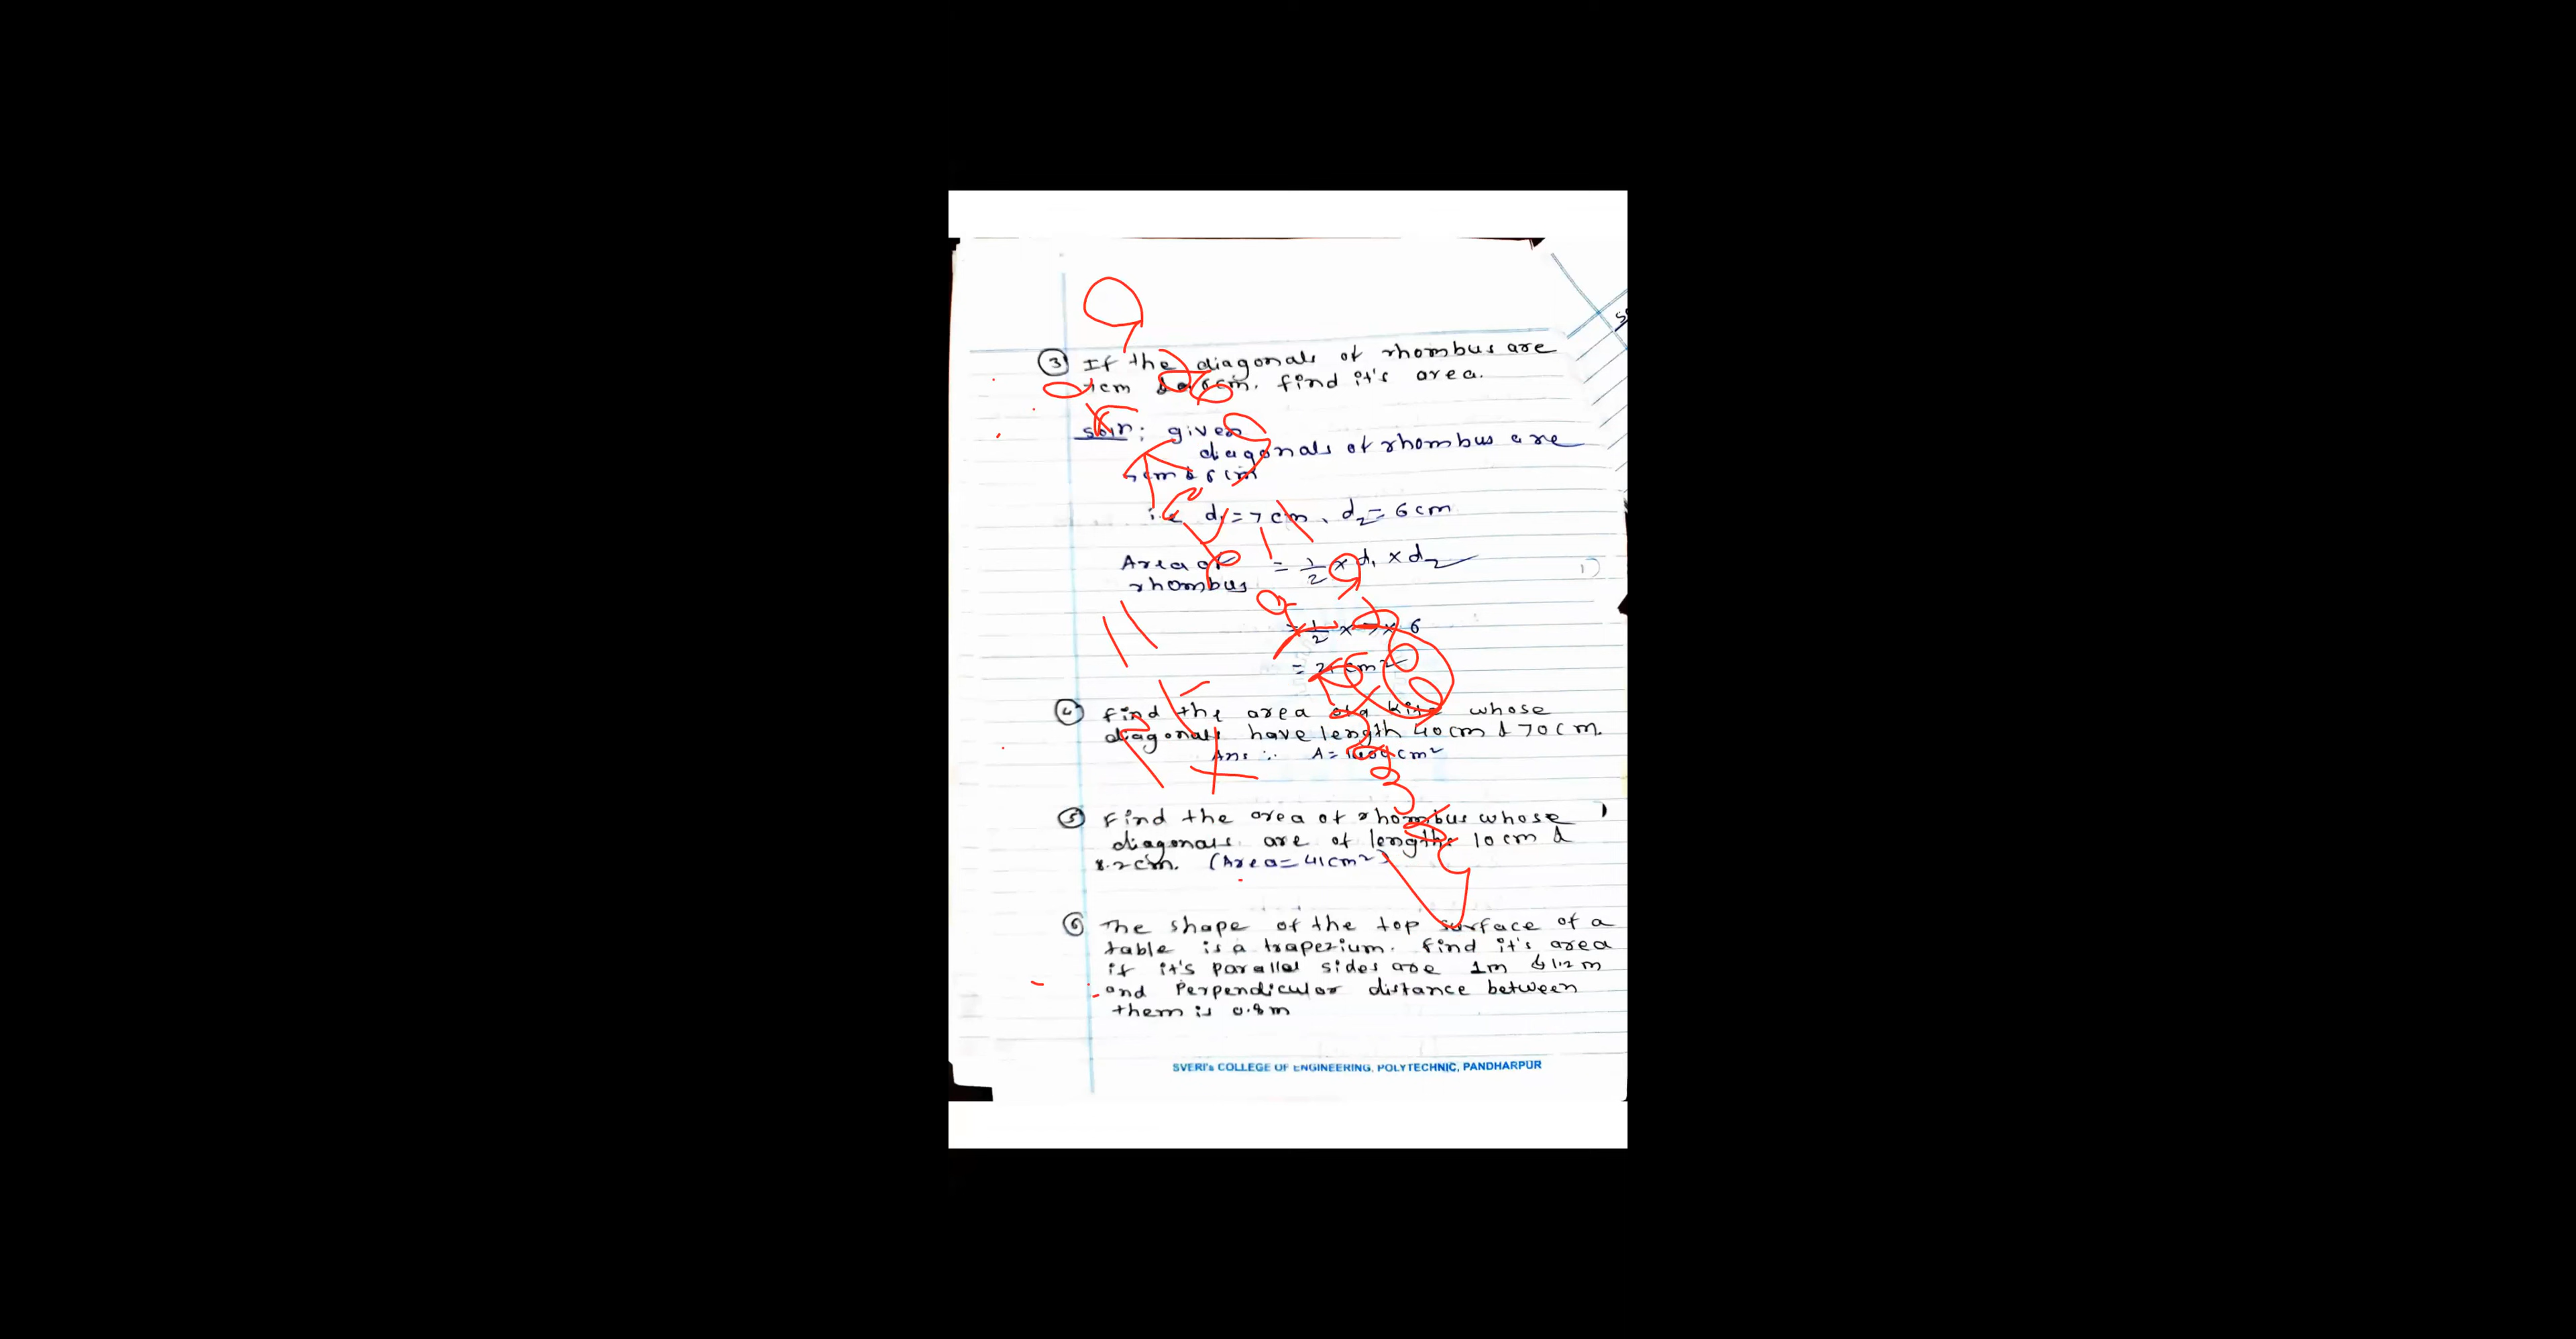 ③ If the diagonals of rhombus are
7cm & 6cm. find it's area.
soln: given
diagonals of rhombus are
7cm & 6cm
i.e d₁ = 7 cm, d₂ = 6 cm
Area of = 1/2 × d₁ × d₂
rhombus
= 1/2 × 7 × 6
= 21 cm²
④ find the area of a kite whose
diagonals have length 40cm & 70cm.
Ans :- A = 1400 cm²
⑤ Find the area of rhombus whose
diagonals are of lengths 10cm &
8.2cm. (Area = 41cm²)
⑥ The shape of the top surface of a
table is a trapezium. Find it's area
if it's parallel sides are 1m & 1.2m
and Perpendicular distance between
them is 0.8m
SVERI's COLLEGE OF ENGINEERING, POLYTECHNIC, PANDHARPUR